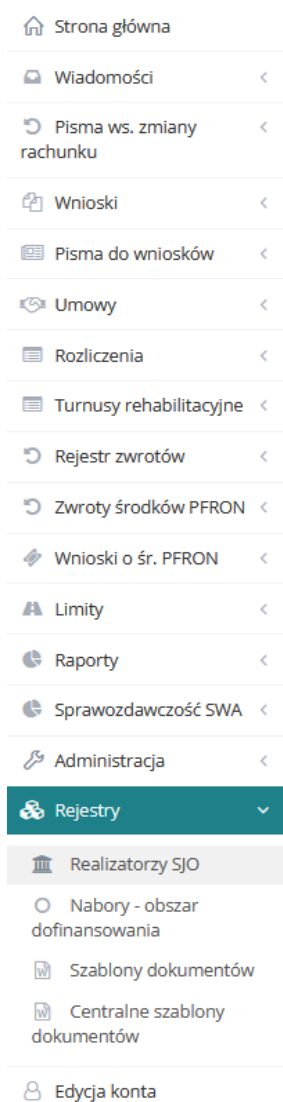 Strona główna
Wiadomości
Pisma ws. zmiany
rachunku
Wnioski
Pisma do wniosków
Umowy
Rozliczenia
Turnusy rehabilitacyjne
Rejestr zwrotów
Zwroty środków PFRON
Wnioski o śr. PFRON
Limity
Raporty
Sprawozdawczość SWA
Administracja
Rejestry
Realizatorzy SJO
Nabory - obszar
dofinansowania
Szablony dokumentów
Centralne szablony
dokumentów
Edycja konta